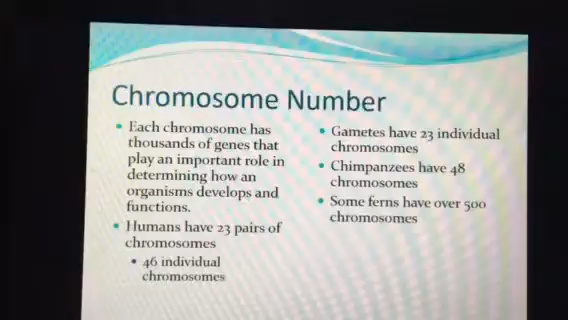 Chromosome Number
Each chromosome has
thousands of genes that
play an important role in
determining how an
organisms develops and
functions.
Humans have 23 pairs of
chromosomes
46 individual
chromosomes
Gametes have 23 individual
chromosomes
Chimpanzees have 48
chromosomes
Some ferns have over 500
chromosomes